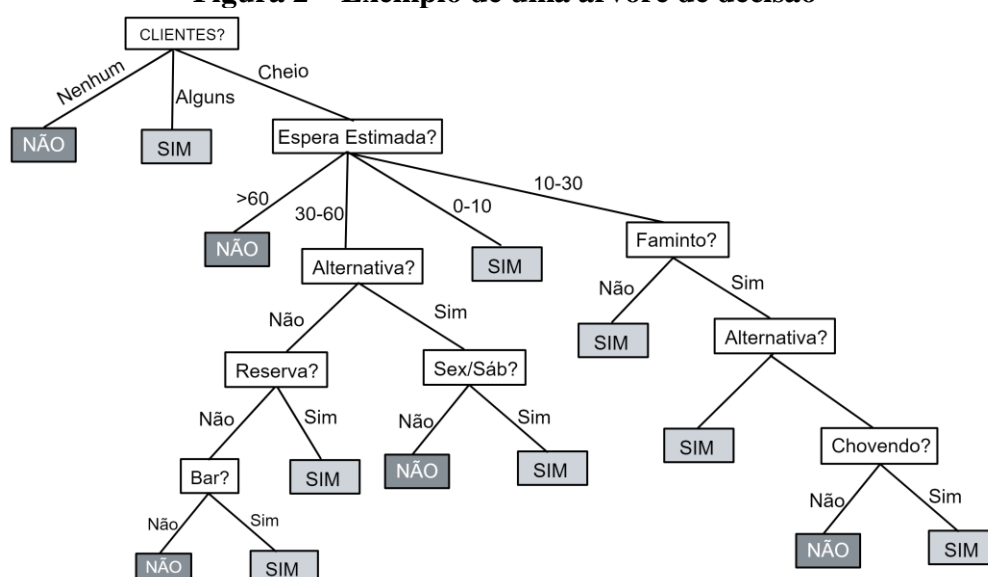 Figura 2 – Exemplo de uma árvore de decisão
CLIENTES?
Nenhum
Alguns
Cheio
NÃO
SIM
Espera Estimada?
>60
30-60
0-10
10-30
NÃO
Alternativa?
SIM
Faminto?
Não
Sim
Não
Sim
Reserva?
Sex/Sáb?
SIM
Alternativa?
Não
Sim
Não
Sim
Bar?
SIM
NÃO
SIM
SIM
Chovendo?
Não
Sim
Não
Sim
NÃO
SIM
NÃO
SIM